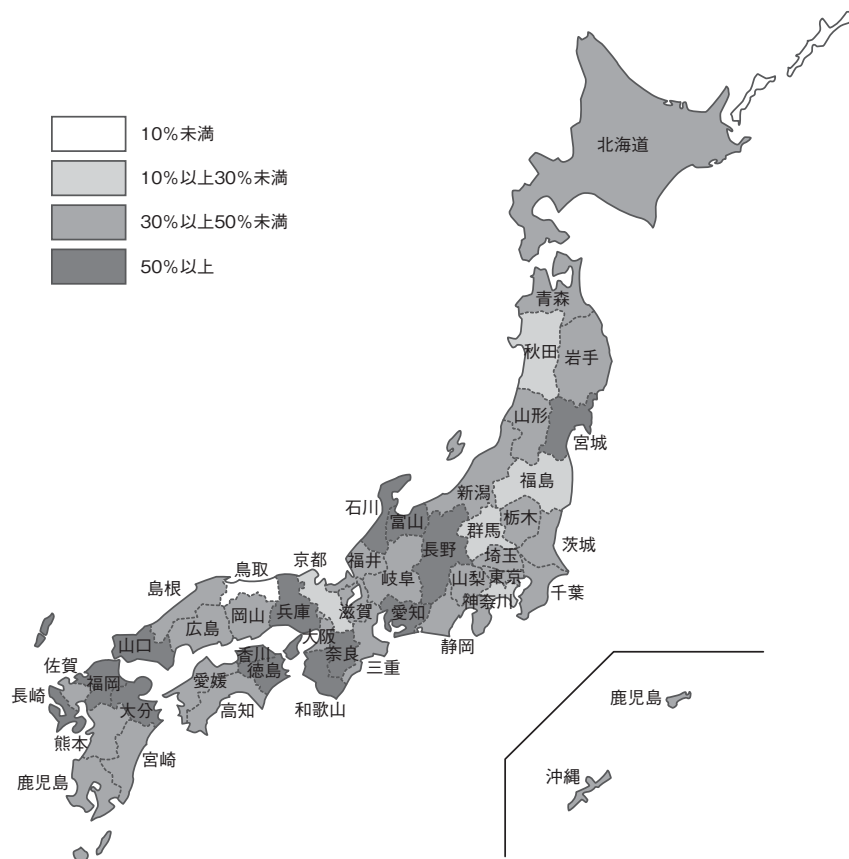 10%未満
10%以上30%未満
30%以上50%未満
50%以上
北海道
青森
秋田
岩手
山形
宮城
福島
新潟
石川
富山
栃木
群馬
茨城
長野
埼玉
福井
京都
鳥取
島根
岐阜
山梨
東京
千葉
神奈川
滋賀
愛知
兵庫
岡山
広島
静岡
大阪
奈良
山口
三重
香川
徳島
佐賀
福岡
愛媛
長崎
大分
高知
和歌山
熊本
宮崎
鹿児島
鹿児島
沖縄